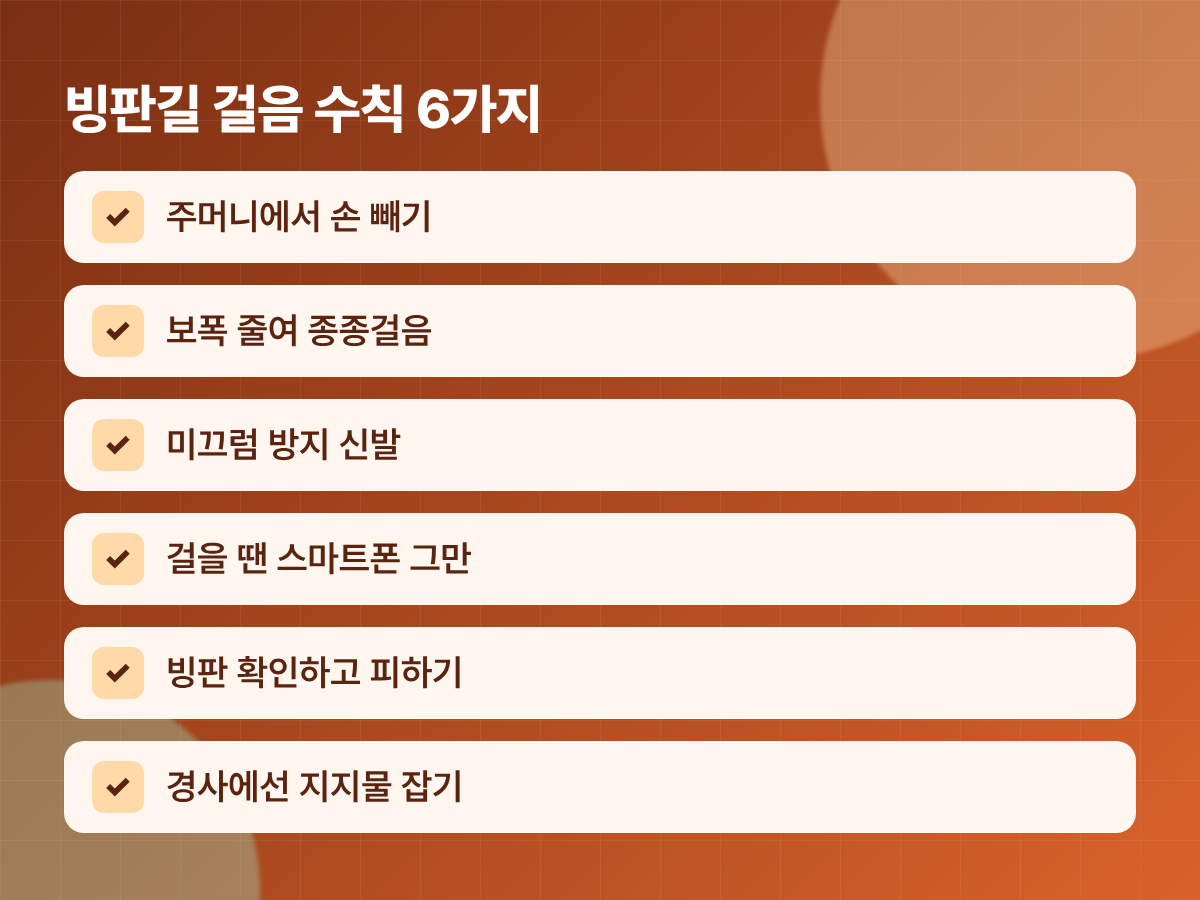 빙판길 걸음 수칙 6가지
주머니에서 손 빼기
보폭 줄여 종종걸음
미끄럼 방지 신발
걸을 땐 스마트폰 그만
빙판 확인하고 피하기
경사에선 지지물 잡기